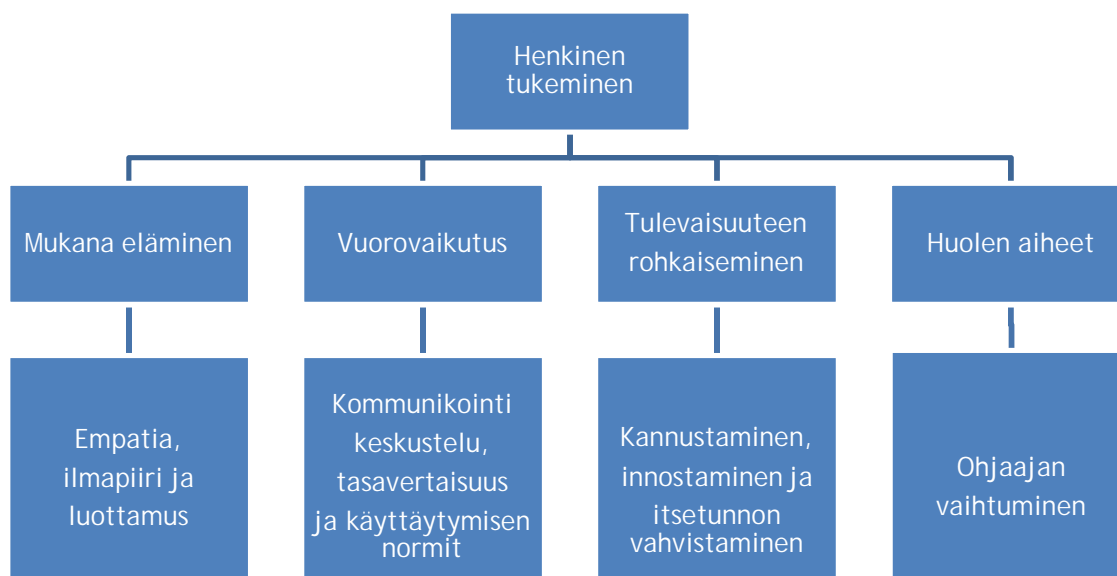 Henkinen
tukeminen
Mukana eläminen
Vuorovaikutus
Tulevaisuuteen
rohkaiseminen
Huolen aiheet
Empatia,
ilmapiiri ja
luottamus
Kommunikointi
keskustelu,
tasavertaisuus
ja käyttäytymisen
normit
Kannustaminen,
innostaminen ja
itsetunnon
vahvistaminen
Ohjaajan
vaihtuminen